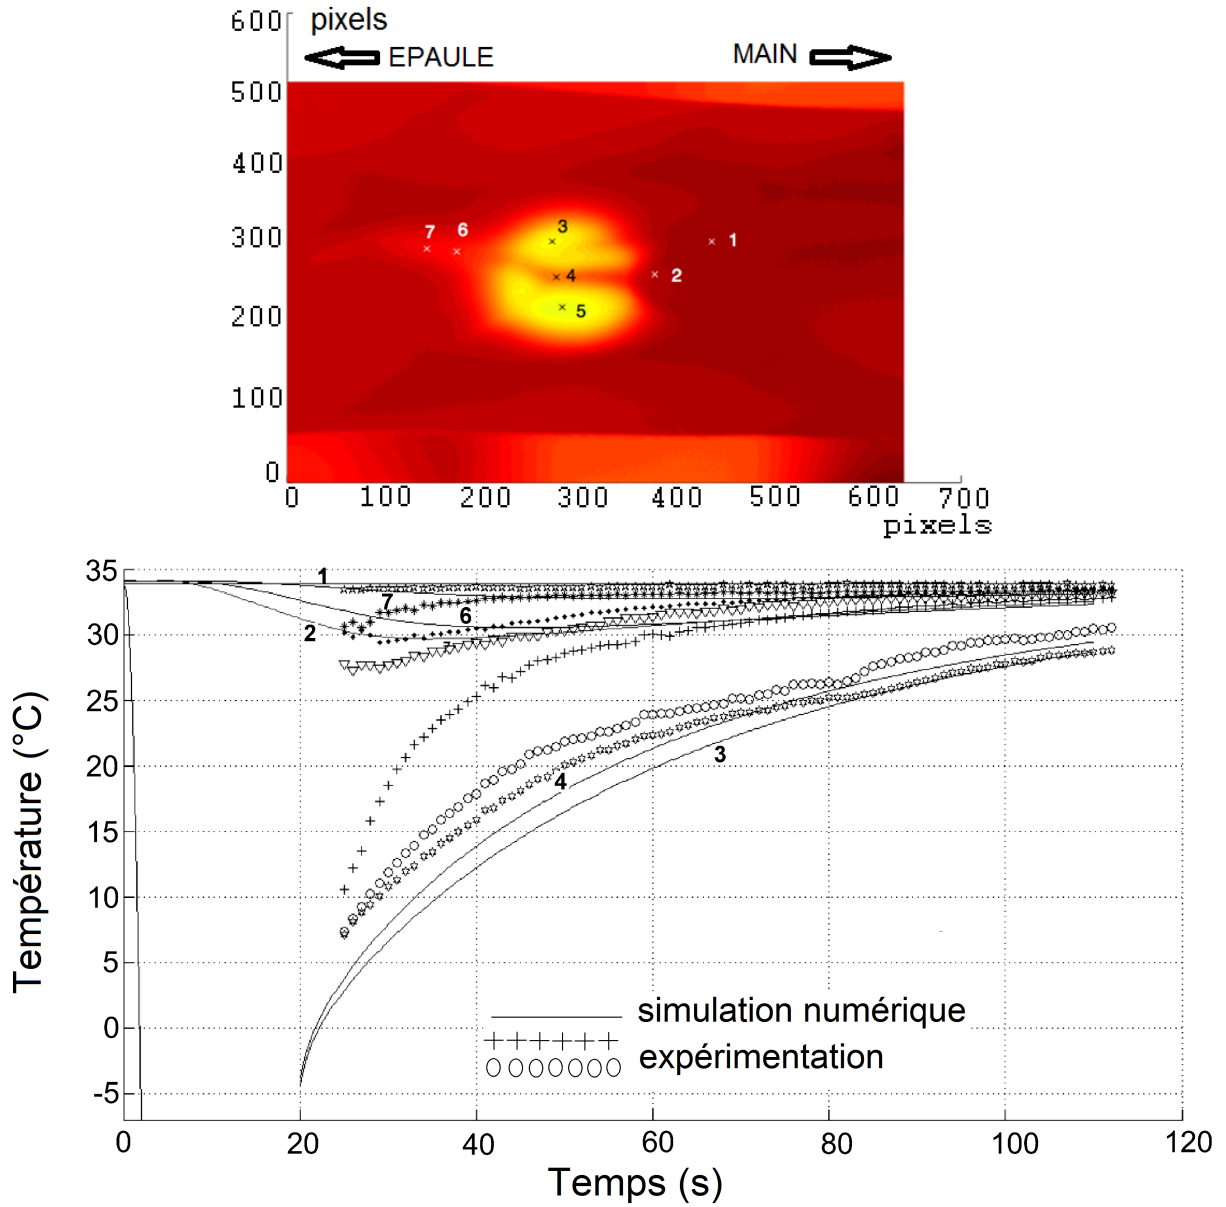 600 pixels
EPAULE MAIN
500
400
300
7 6 3 1
4 2
200
5
100
0
0 100 200 300 400 500 600 700
pixels
35
1
7
6
30
2
25
20
3
4
15
10
5
0
-5
Température (°C)
simulation numérique
expérimentation
0 20 40 60 80 100 120
Temps (s)